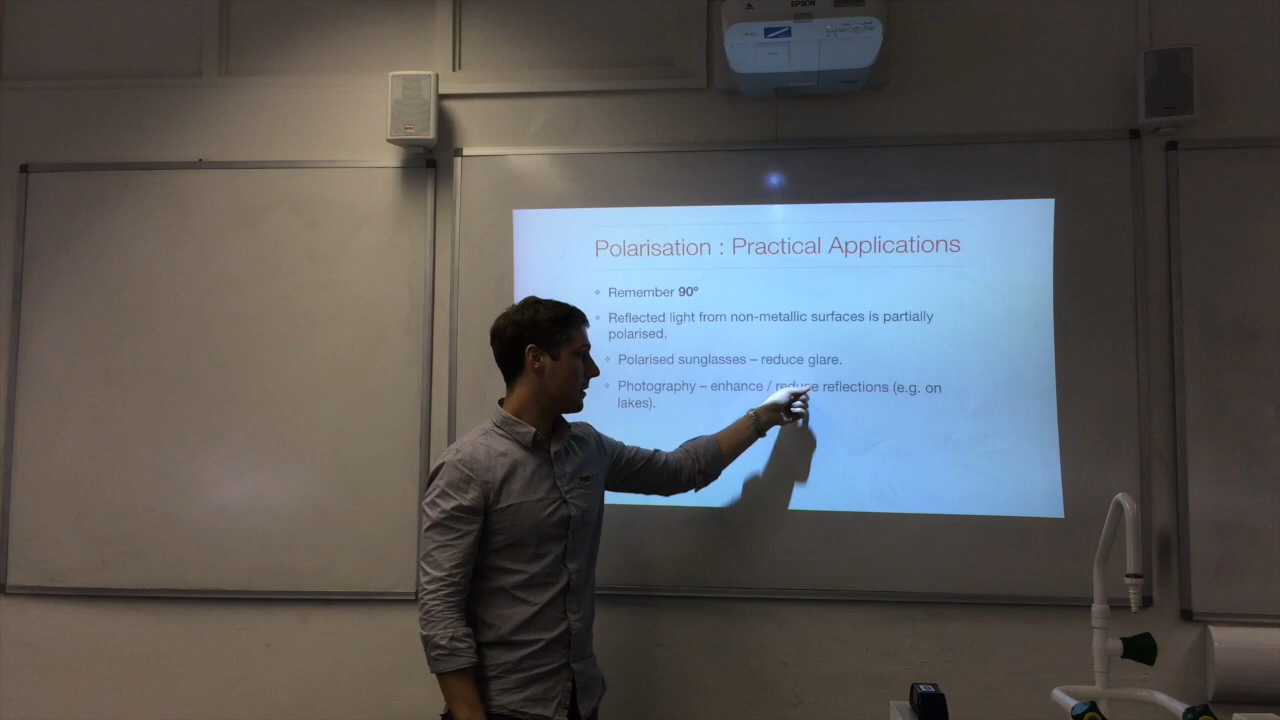 EPSON
Polarisation : Practical Applications
Remember 90º
Reflected light from non-metallic surfaces is partially
polarised.
Polarised sunglasses – reduce glare.
Photography – enhance / reduce reflections (e.g. on
lakes).